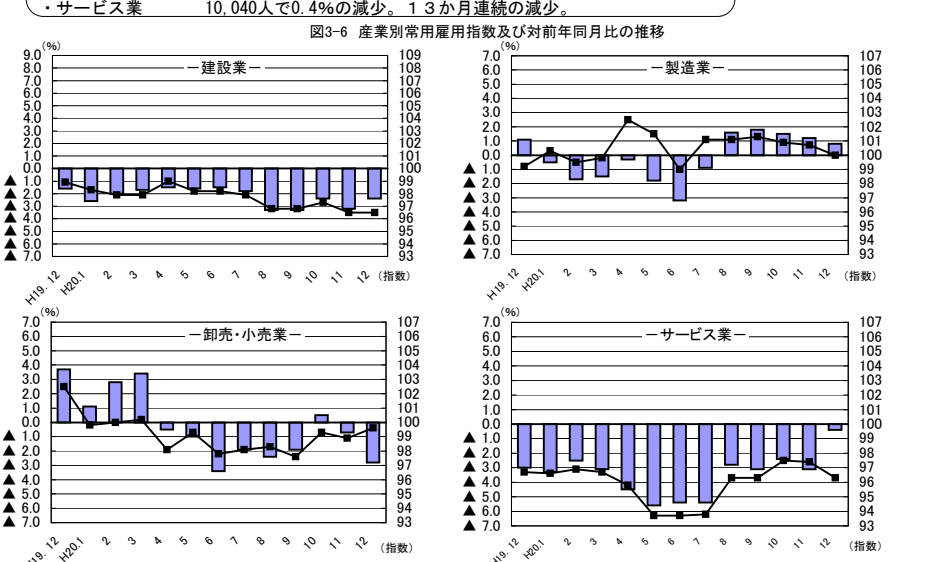 ・サービス業　　　10,040人で0.4%の減少。１３か月連続の減少。
図3-6 産業別常用雇用指数及び対前年同月比の推移
(%)
－建設業－
9.0 109
8.0 108
7.0 107
6.0 106
5.0 105
4.0 104
3.0 103
2.0 102
1.0 101
0.0 100
▲ 1.0 99
▲ 2.0 98
▲ 3.0 97
▲ 4.0 96
▲ 5.0 95
▲ 6.0 94
▲ 7.0 93
H19. 12 H20.1 2 3 4 5 6 7 8 9 10 11 12 (指数)
(%)
－製造業－
7.0 107
6.0 106
5.0 105
4.0 104
3.0 103
2.0 102
1.0 101
0.0 100
▲ 1.0 99
▲ 2.0 98
▲ 3.0 97
▲ 4.0 96
▲ 5.0 95
▲ 6.0 94
▲ 7.0 93
H19. 12 H20.1 2 3 4 5 6 7 8 9 10 11 12 (指数)
(%)
－卸売・小売業－
7.0 107
6.0 106
5.0 105
4.0 104
3.0 103
2.0 102
1.0 101
0.0 100
▲ 1.0 99
▲ 2.0 98
▲ 3.0 97
▲ 4.0 96
▲ 5.0 95
▲ 6.0 94
▲ 7.0 93
H19. 12 H20.1 2 3 4 5 6 7 8 9 10 11 12 (指数)
(%)
－サービス業－
7.0 107
6.0 106
5.0 105
4.0 104
3.0 103
2.0 102
1.0 101
0.0 100
▲ 1.0 99
▲ 2.0 98
▲ 3.0 97
▲ 4.0 96
▲ 5.0 95
▲ 6.0 94
▲ 7.0 93
H19. 12 H20.1 2 3 4 5 6 7 8 9 10 11 12 (指数)